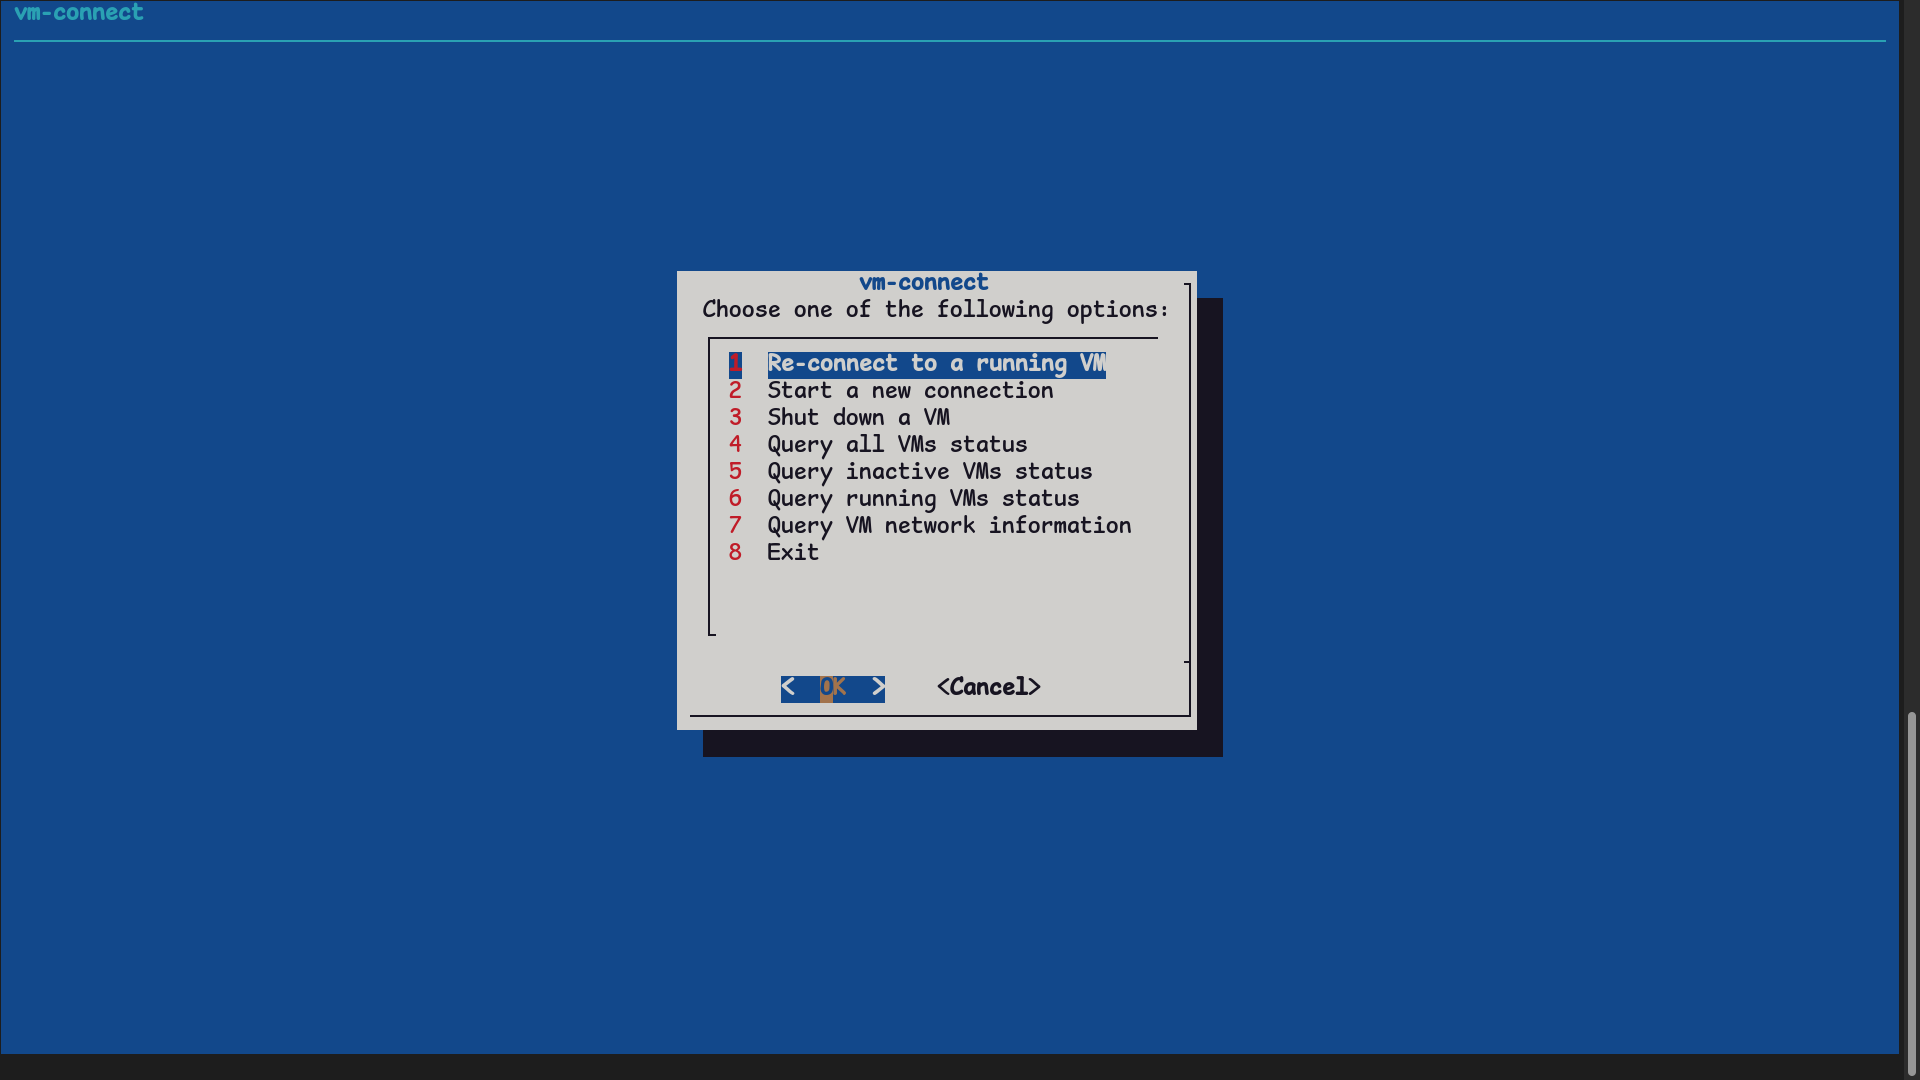 vm-connect
vm-connect
Choose one of the following options:
1 Re-connect to a running VM
2 Start a new connection
3 Shut down a VM
4 Query all VMs status
5 Query inactive VMs status
6 Query running VMs status
7 Query VM network information
8 Exit
< OK > <Cancel>